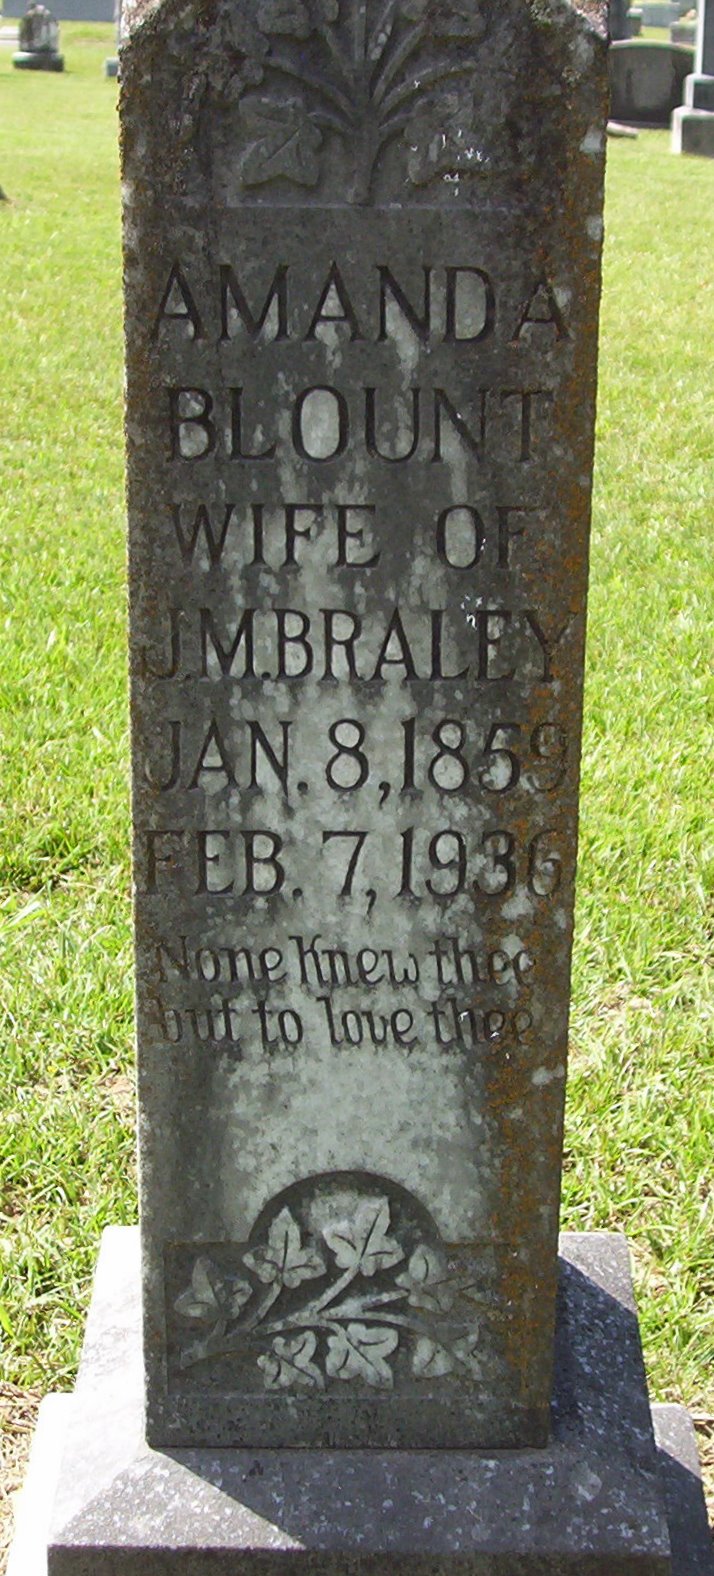 AMANDA
BLOUNT
WIFE OF
J.M.BRALEY
JAN. 8, 1859
FEB. 7, 1936
None knew thee
but to love thee